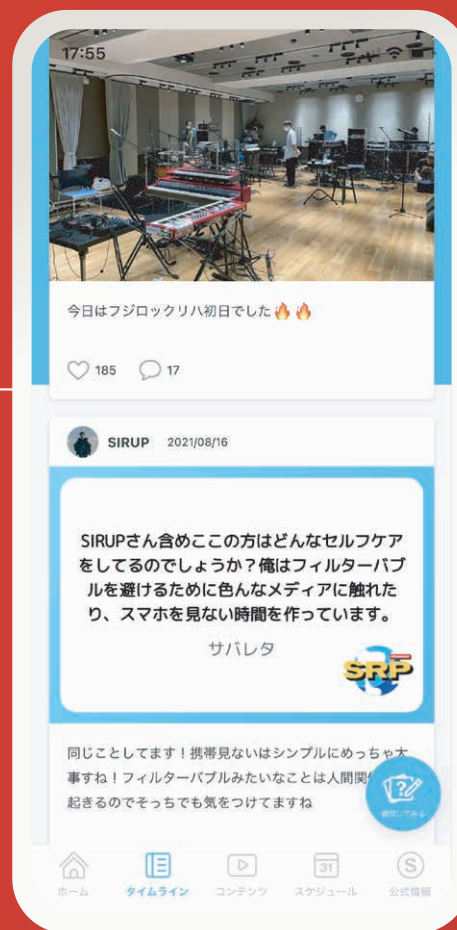 17:55
今日はフジロックリハ初日でした🔥🔥
185 17
SIRUP 2021/08/16
SIRUPさん含めここの方はどんなセルフケア
をしてるのでしょうか？俺はフィルターバブ
ルを避けるために色んなメディアに触れた
り、スマホを見ない時間を作っています。
サバレタ
SRP
同じことしてます！携帯見ないはシンプルにめっちゃ大
事すね！フィルターバブルみたいなことは人間関
起きるのでそっちでも気をつけてますね
質問してみる
ホーム タイムライン コンテンツ 31 スケジュール S 公式情報